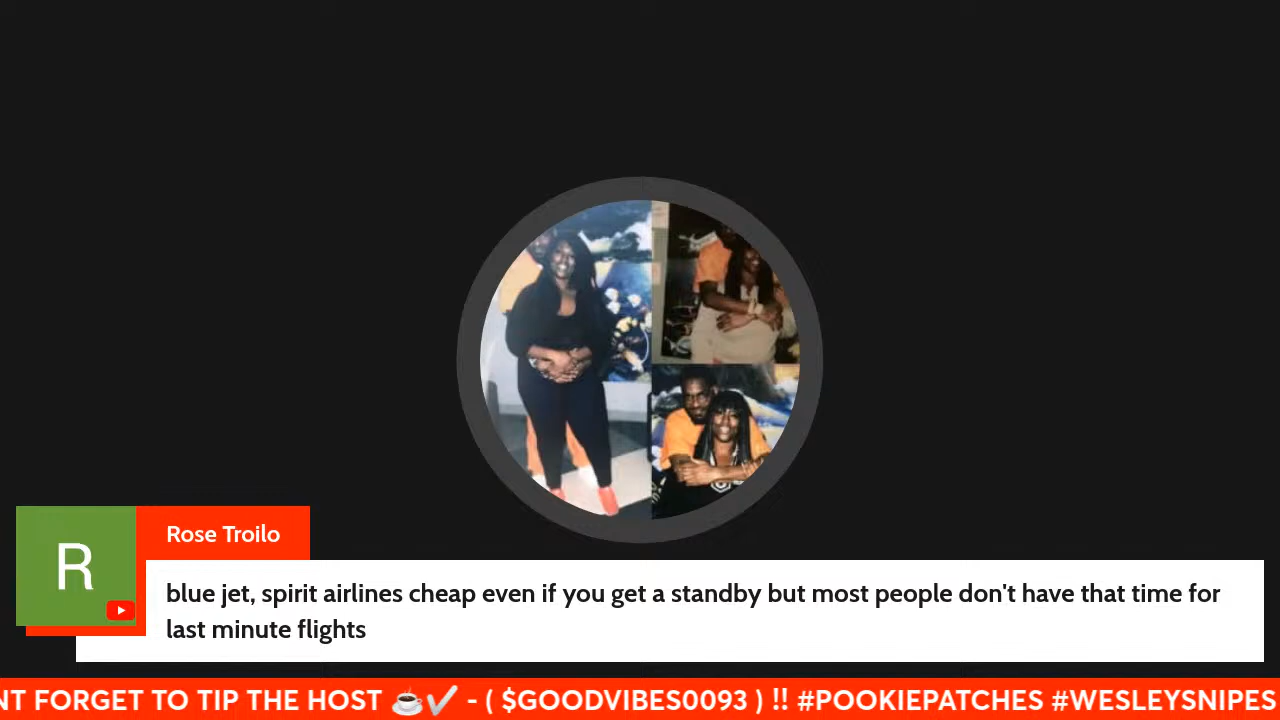 Rose Troilo
R
blue jet, spirit airlines cheap even if you get a standby but most people don't have that time for
last minute flights
NT FORGET TO TIP THE HOST ☕✔️ - ( $GOODVIBES0093 ) !! #POOKIEPATCHES #WESLEYSNIPES